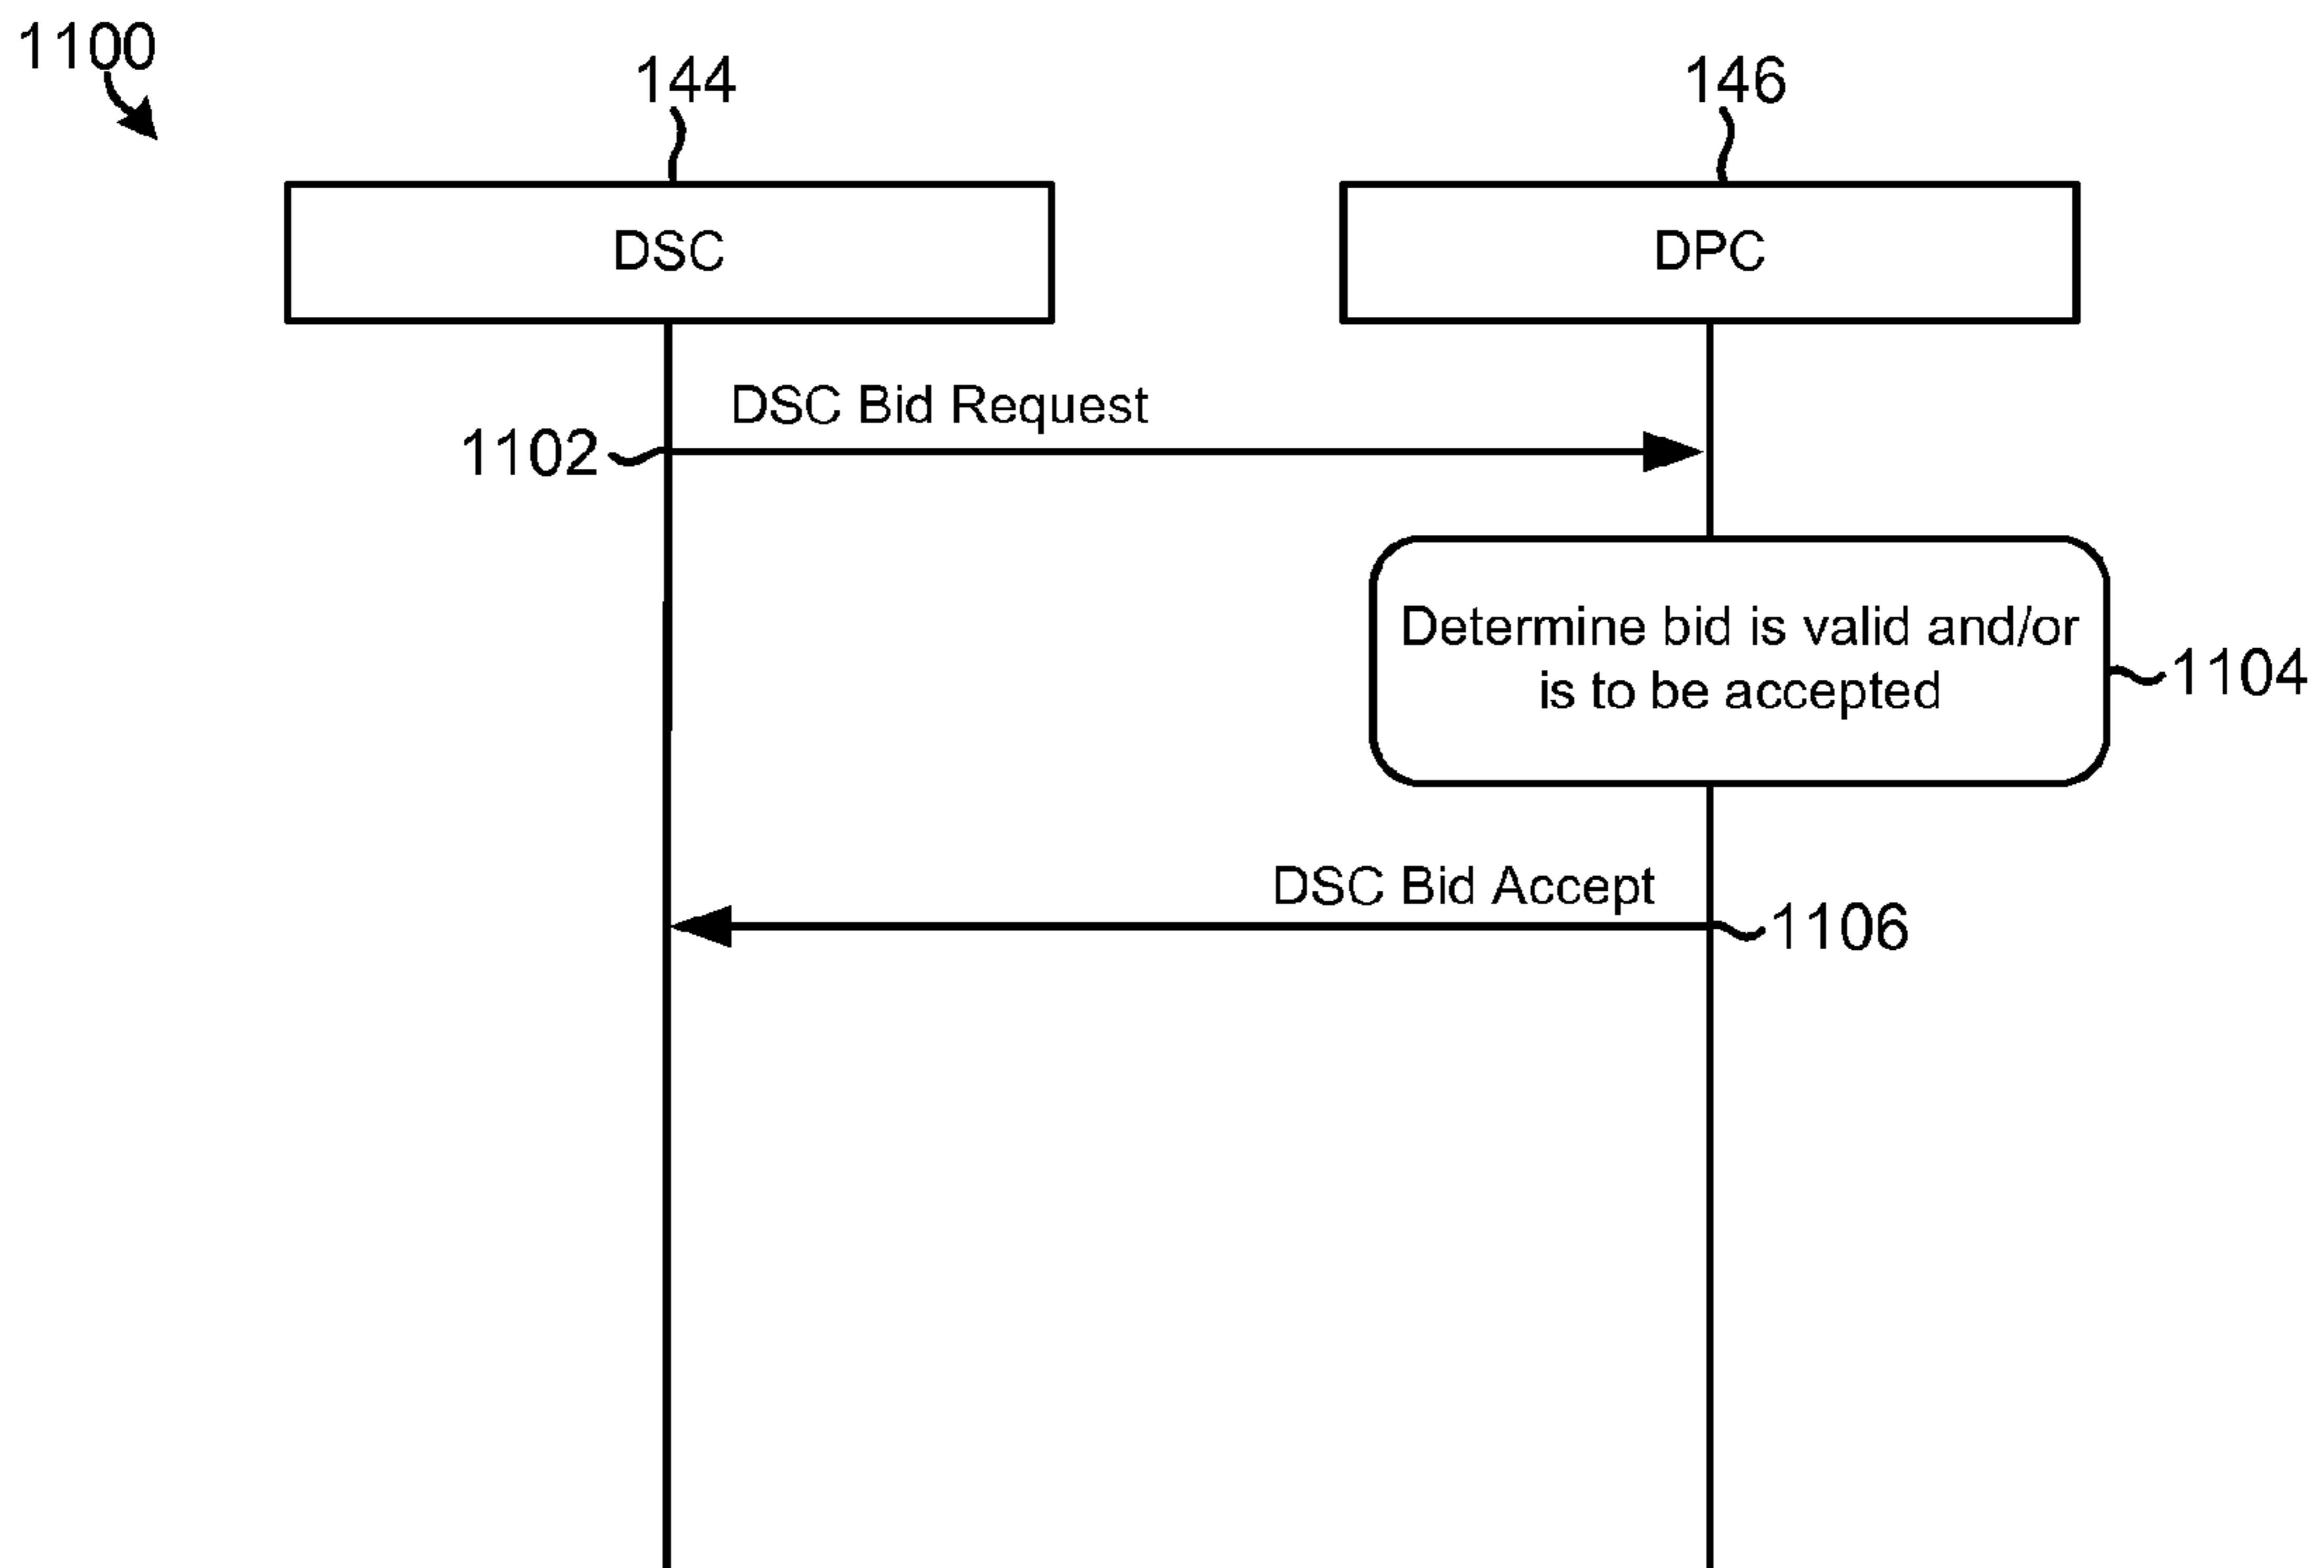 1100
144
146
DSC
DPC
DSC Bid Request
1102
Determine bid is valid and/or
is to be accepted
1104
DSC Bid Accept
1106